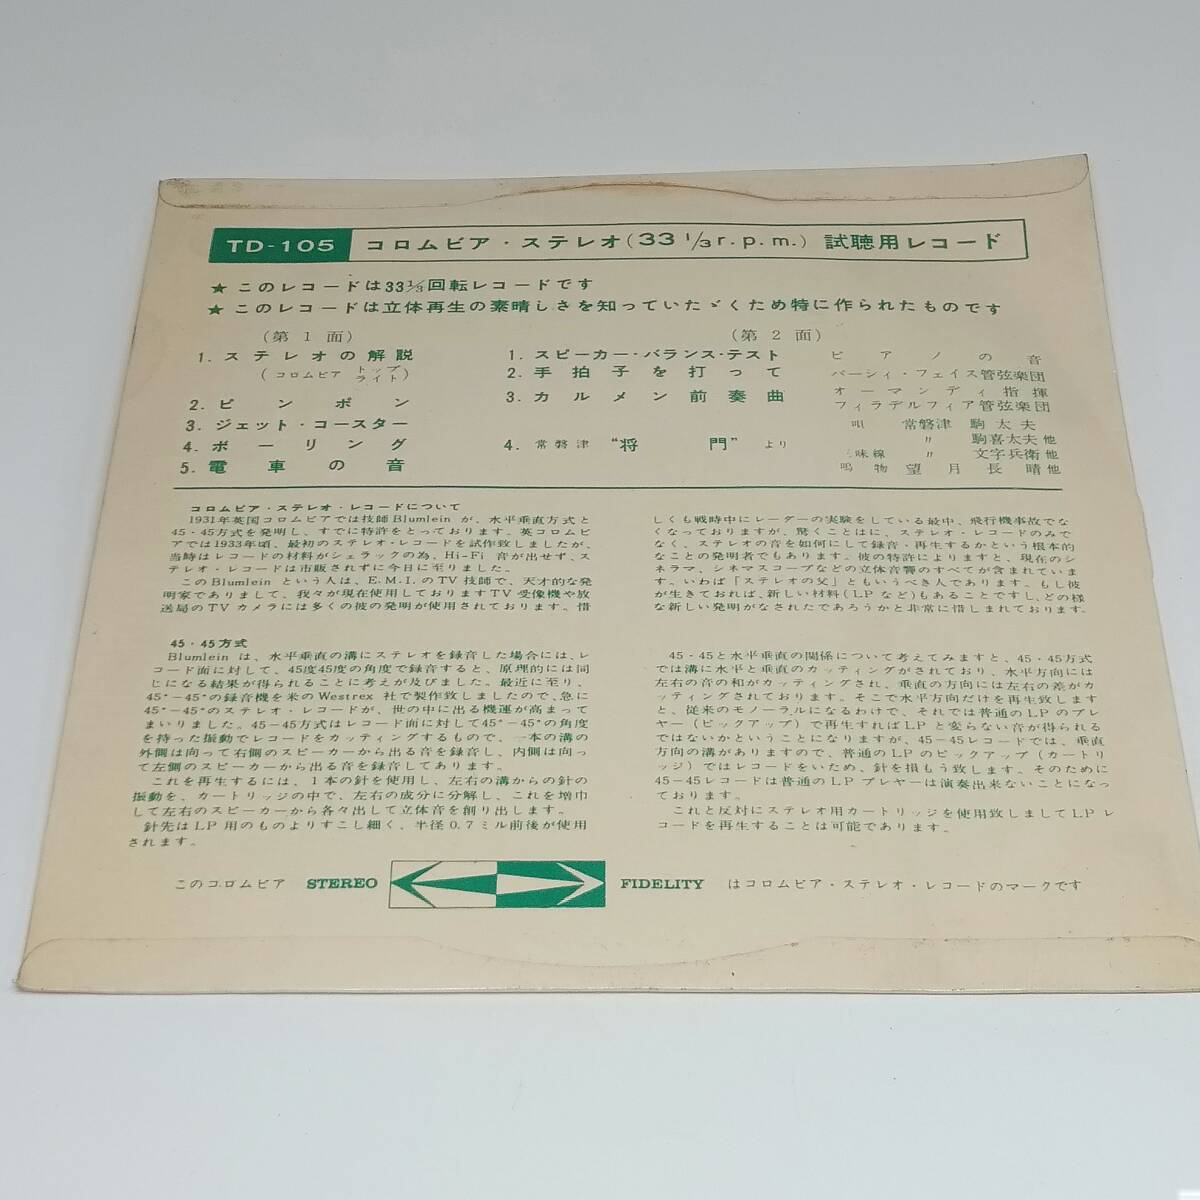 TD-105 コロムビア・ステレオ(33 1/3 r.p.m.) 試聴用レコード
★ このレコードは33⅓回転レコードです
★ このレコードは立体再生の素晴しさを知っていたゞくため特に作られたものです
(第 1 面)
1. ステレオの解説
(コロムビア トップ ライト)
2. ピンポン
3. ジェット・コースター
4. ボーリング
5. 電車の音
(第 2 面)
1. スピーカー・バランス・テスト ピアノの音
2. 手拍子を打って パーシィ・フェイス管弦楽団
3. カルメン前奏曲 オーマンディ指揮
フィラデルフィア管弦楽団
唄 常磐津 駒太夫
〃 駒喜太夫他
4. 常磐津 “将門” より 三味線 〃 文字兵衛他
鳴物 望月長晴他
コロムビア・ステレオ・レコードについて
1931年英国コロムビアでは技師Blumlein が、水平垂直方式と
45・45方式を発明し、すでに特許をとっております。英コロムビ
アでは1933年頃、最初のステレオ・レコードを試作致しましたが、
当時はレコードの材料がシェラックの為、Hi-Fi 音が出せず、ス
テレオ・レコードは市販されずに今日に至りました。
このBlumlein という人は、E.M.I.のTV技師で、天才的な発
明家でありまして、我々が現在使用しておりますTV受像機や放
送局のTVカメラには多くの彼の発明が使用されております。惜
しくも戦時中にレーダーの実験をしている最中、飛行機事故でな
くなっておりますが、驚くことには、ステレオ・レコードのみで
なく、ステレオの音を如何にして録音・再生するかという根本的
なことの発明者でもあります。彼の特許によりますと、現在のシ
ネラマ、シネマスコープなどの立体音響のすべてが含まれていま
す。いわば「ステレオの父」ともいうべき人であります。もし彼
が生きておれば、新しい材料(LPなど)もあることですし、どの様
な新しい発明がなされたであろうかと非常に惜しまれております。
45・45方式
Blumlein は、水平垂直の溝にステレオを録音した場合には、レ
コード面に対して、45度45度の角度で録音すると、原理的には同
じになる結果が得られることに考えが及びました。最近に至り、
45°-45°の録音機を米のWestrex 社で製作致しましたので、急に
45°-45°のステレオ・レコードが、世の中に出る機運が高まって
まいりました。45-45方式はレコード面に対して45°-45°の角度
を持った振動でレコードをカッティングするもので、一本の溝の
外側は向って右側のスピーカーから出る音を録音し、内側は向っ
て左側のスピーカーから出る音を録音してあります。
これを再生するには、1本の針を使用し、左右の溝からの針の
振動を、カートリッジの中で、左右の成分に分解し、これを増巾
して左右のスピーカーから各々出して立体音を創り出します。
針先はLP用のものよりすこし細く、半径0.7ミル前後が使用
されます。
45・45と水平垂直の関係について考えてみますと、45・45方式
では溝に水平と垂直のカッティングがされており、水平方向には
左右の音の和がカッティングされ、垂直の方向には左右の差がカ
ッティングされております。そこで水平方向だけを再生致します
と、従来のモノーラルになるわけで、それでは普通のLPのプレ
ヤー(ピックアップ)で再生すればLPと変らない音が得られる
ではないかということになりますが、45-45レコードでは、垂直
方向の溝がありますので、普通のLPのピックアップ(カートリ
ッジ)ではレコードをいため、針を損もう致します。そのために
45-45レコードは普通のLPプレヤーは演奏出来ないことになっ
ております。
これと反対にステレオ用カートリッジを使用致しましてLPレ
コードを再生することは可能であります。
このコロムビア STEREO FIDELITY はコロムビア・ステレオ・レコードのマークです